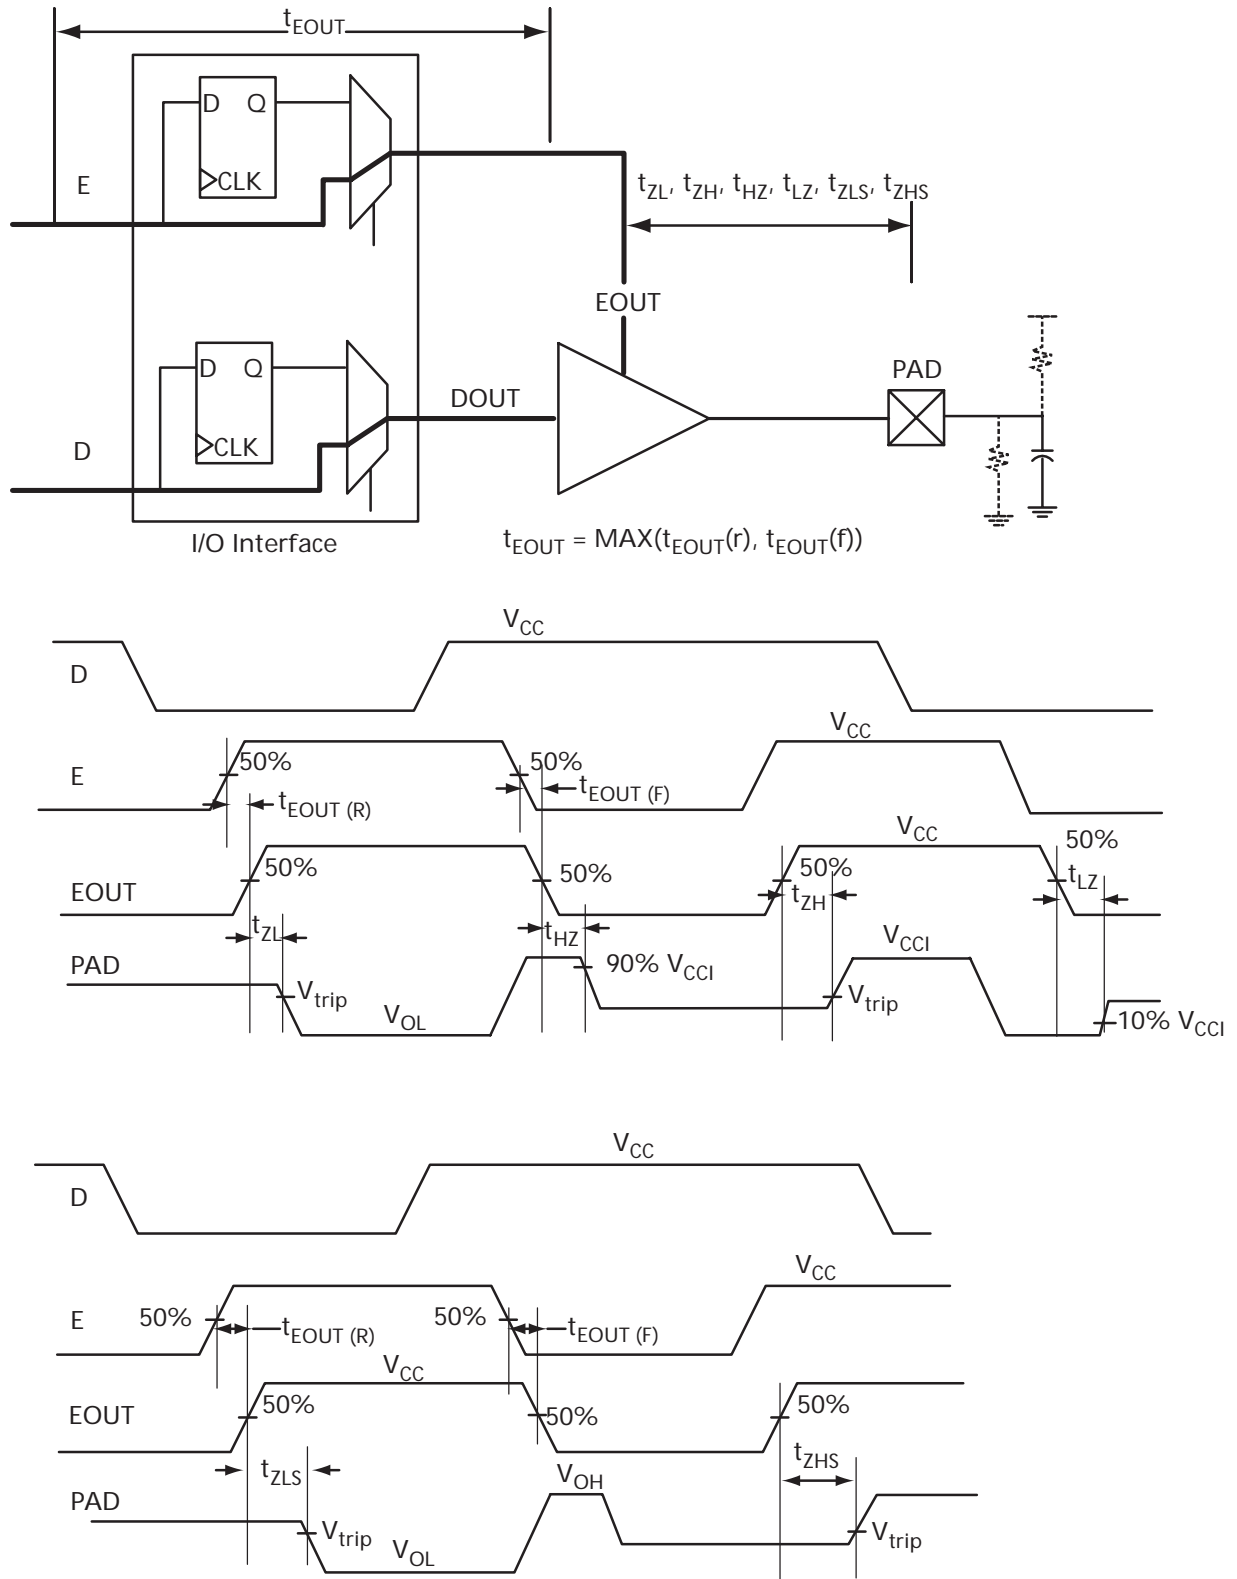 tEOUT
D Q
CLK
E
tZL, tZH, tHZ, tLZ, tZLS, tZHS
EOUT
D Q
CLK
DOUT
PAD
D
I/O Interface
tEOUT = MAX(tEOUT(r), tEOUT(f))
VCC
D
VCC
50% 50%
E
tEOUT (R) tEOUT (F)
VCC 50%
50% 50% 50%
EOUT
tZL tHZ tZH tLZ
VCCI
PAD
90% VCCI
Vtrip Vtrip
VOL
10% VCCI
VCC
D
VCC
50% 50%
E
tEOUT (R) tEOUT (F)
VCC
50% 50% 50%
EOUT
tZLS tZHS
VOH
PAD
Vtrip Vtrip
VOL